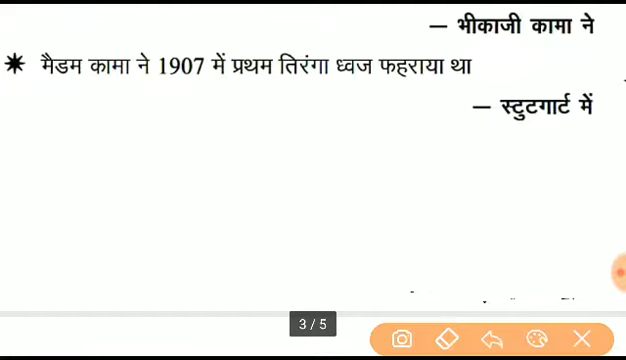 — भीकाजी कामा ने
✷ मैडम कामा ने 1907 में प्रथम तिरंगा ध्वज फहराया था
— स्टुटगार्ट में
3 / 5